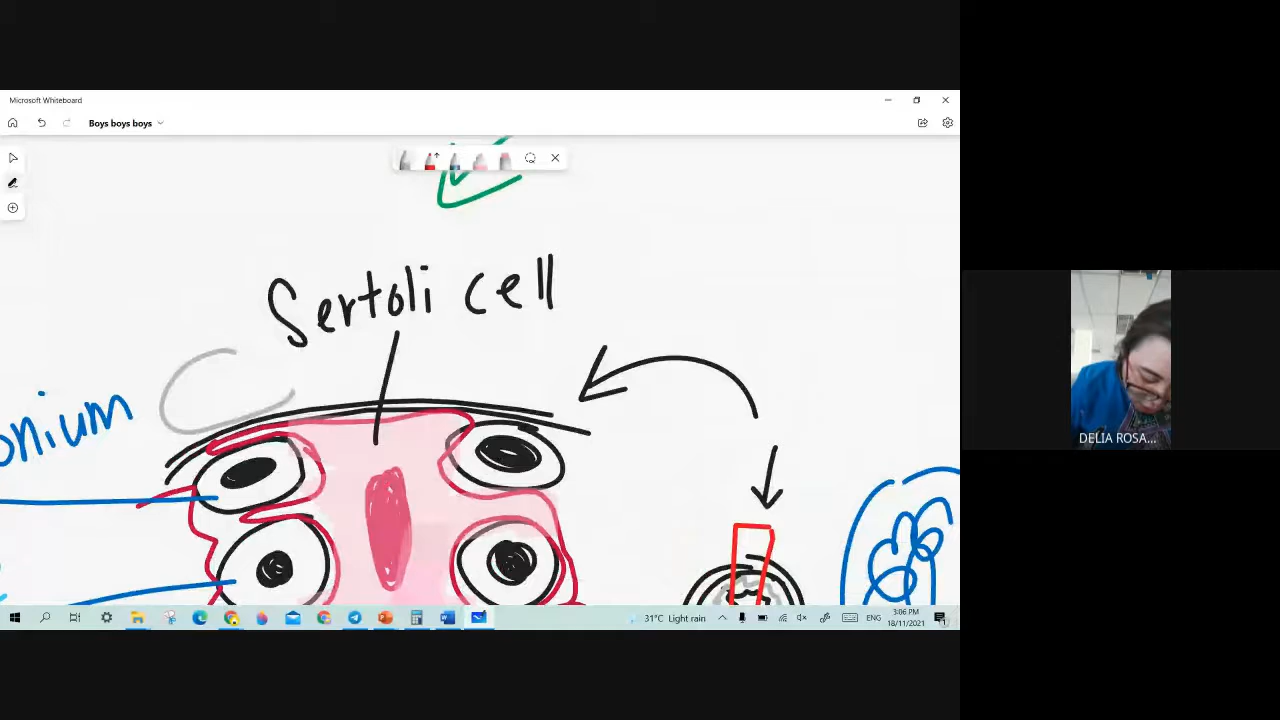 Microsoft Whiteboard
Boys boys boys
Sertoli cell
onium
DELIA ROSA...
31°C Light rain
ENG
3:06 PM
18/11/2021